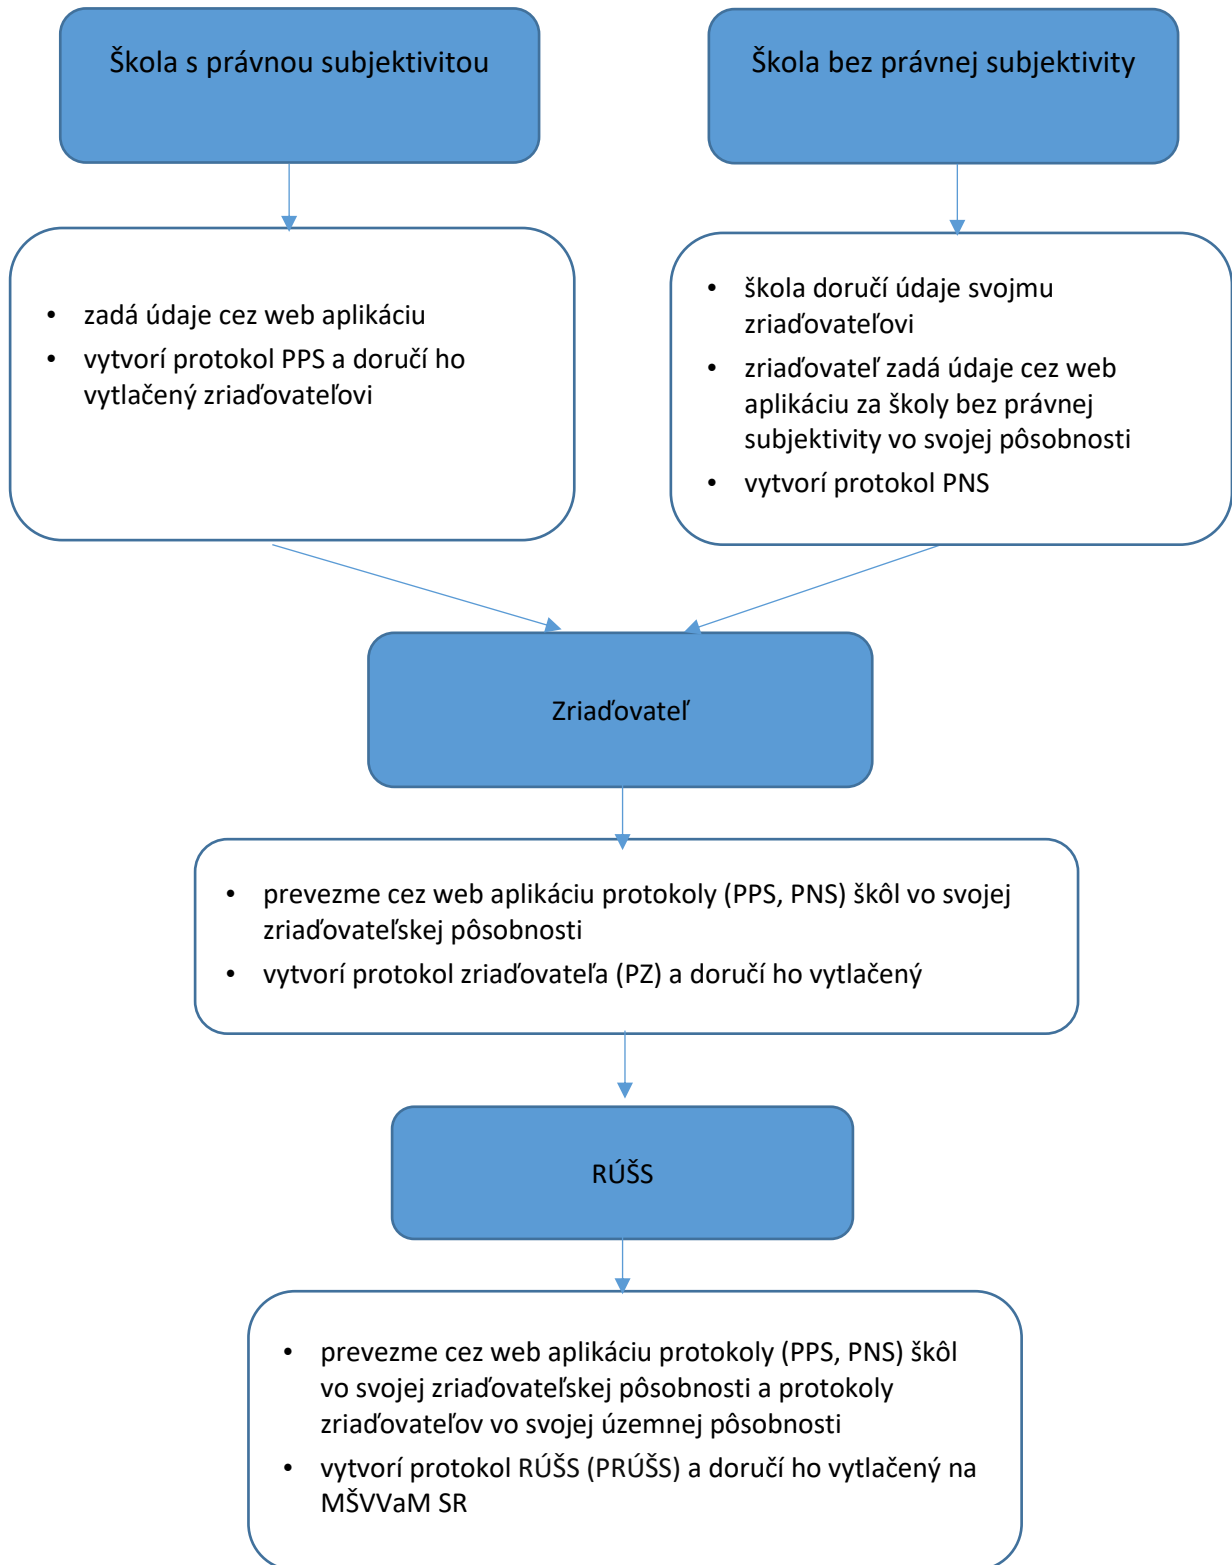 Škola s právnou subjektivitou
Škola bez právnej subjektivity
• zadá údaje cez web aplikáciu
• vytvorí protokol PPS a doručí ho
vytlačený zriaďovateľovi
• škola doručí údaje svojmu
zriaďovateľovi
• zriaďovateľ zadá údaje cez web
aplikáciu za školy bez právnej
subjektivity vo svojej pôsobnosti
• vytvorí protokol PNS
Zriaďovateľ
• prevezme cez web aplikáciu protokoly (PPS, PNS) škôl vo svojej
zriaďovateľskej pôsobnosti
• vytvorí protokol zriaďovateľa (PZ) a doručí ho vytlačený
RÚŠS
• prevezme cez web aplikáciu protokoly (PPS, PNS) škôl
vo svojej zriaďovateľskej pôsobnosti a protokoly
zriaďovateľov vo svojej územnej pôsobnosti
• vytvorí protokol RÚŠS (PRÚŠS) a doručí ho vytlačený na
MŠVVaM SR